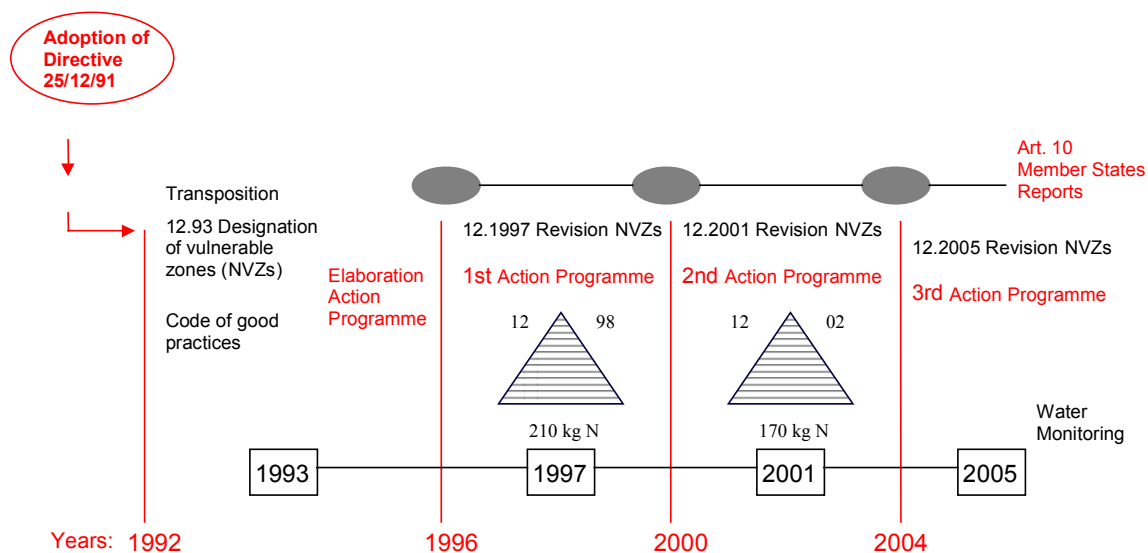 Adoption of
Directive
25/12/91
Art. 10
Member States
Reports
Transposition
12.93 Designation
of vulnerable
zones (NVZs)
Code of good
practices
Elaboration
Action
Programme
12.1997 Revision NVZs
1st Action Programme
12 98
210 kg N
12.2001 Revision NVZs
2nd Action Programme
12 02
170 kg N
12.2005 Revision NVZs
3rd Action Programme
Water
Monitoring
1993 1997 2001 2005
Years: 1992 1996 2000 2004